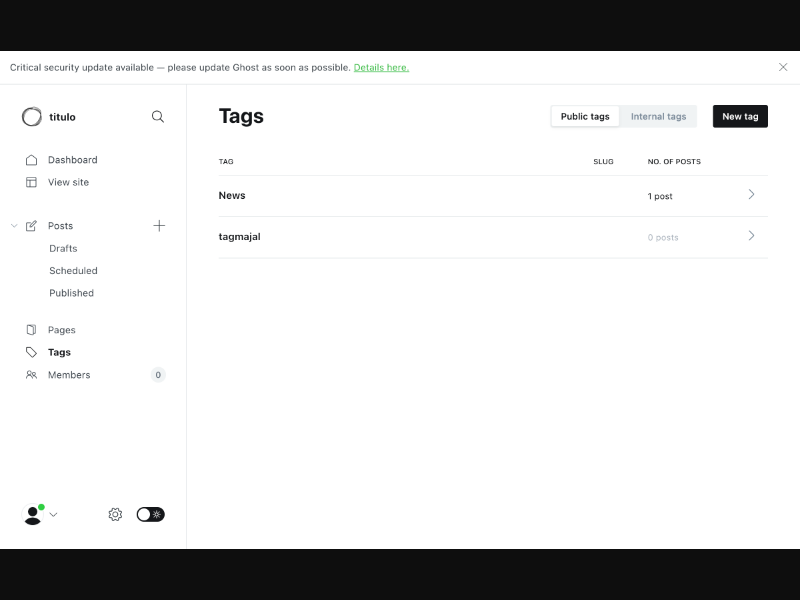 Critical security update available — please update Ghost as soon as possible. Details here.
titulo
Dashboard
View site
Posts
Drafts
Scheduled
Published
Pages
Tags
Members 0
Tags
Public tags Internal tags New tag
TAG SLUG NO. OF POSTS
News 1 post
tagmajal 0 posts